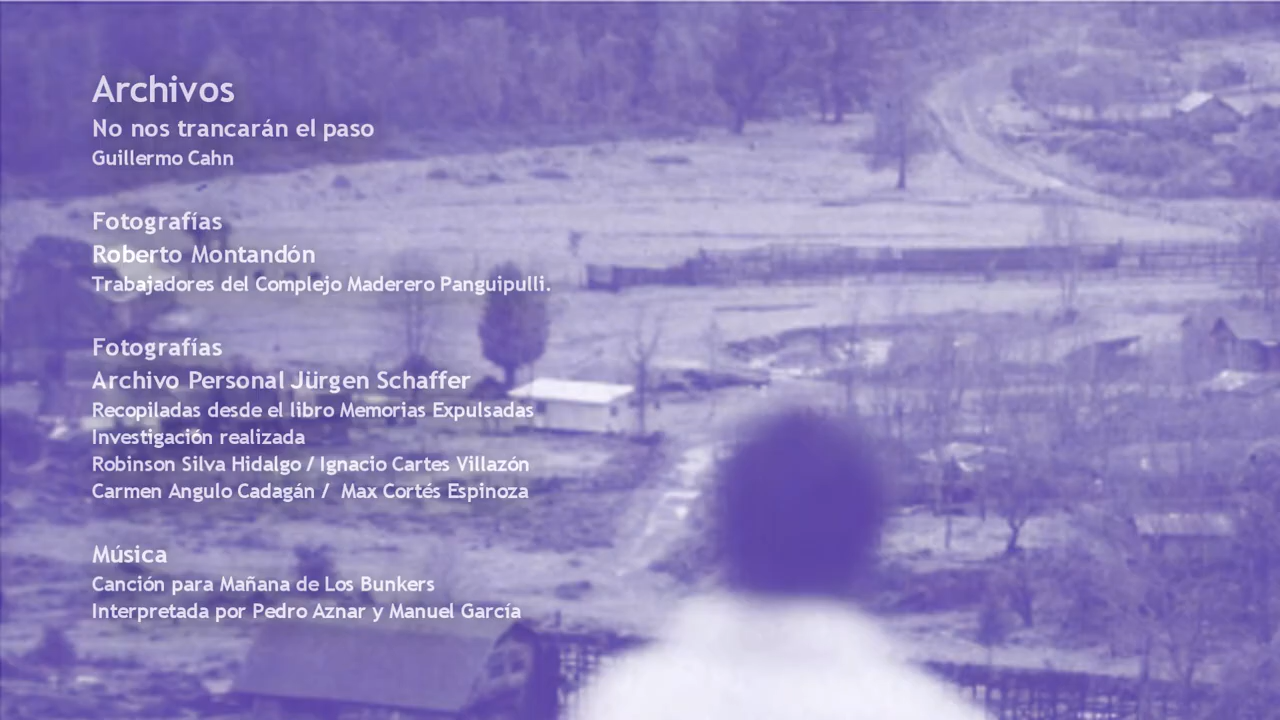 Archivos
No nos trancarán el paso
Guillermo Cahn
Fotografías
Roberto Montandón
Trabajadores del Complejo Maderero Panguipulli.
Fotografías
Archivo Personal Jürgen Schaffer
Recopiladas desde el libro Memorias Expulsadas
Investigación realizada
Robinson Silva Hidalgo / Ignacio Cartes Villazón
Carmen Angulo Cadagán / Max Cortés Espinoza
Música
Canción para Mañana de Los Bunkers
Interpretada por Pedro Aznar y Manuel García